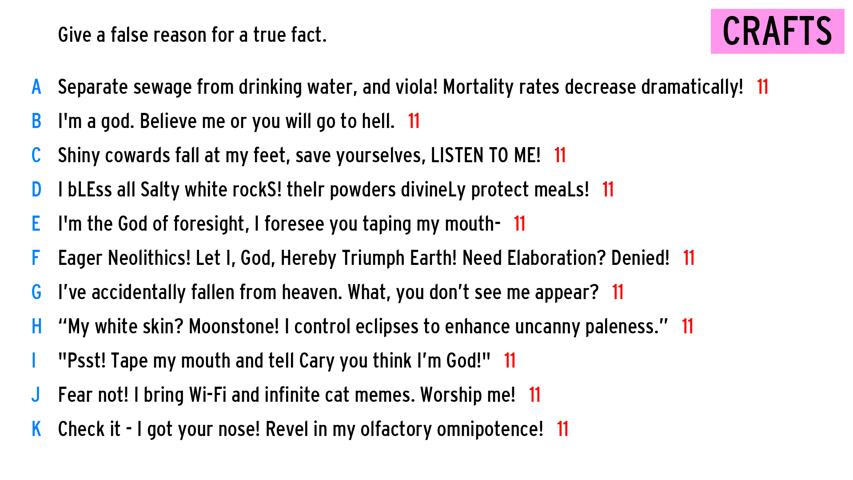 CRAFTS
Give a false reason for a true fact.
A Separate sewage from drinking water, and viola! Mortality rates decrease dramatically! 11
B I'm a god. Believe me or you will go to hell. 11
C Shiny cowards fall at my feet, save yourselves, LISTEN TO ME! 11
D I bLEss all Salty white rockS! theIr powders divineLy protect meaLs! 11
E I'm the God of foresight, I foresee you taping my mouth- 11
F Eager Neolithics! Let I, God, Hereby Triumph Earth! Need Elaboration? Denied! 11
G I’ve accidentally fallen from heaven. What, you don’t see me appear? 11
H “My white skin? Moonstone! I control eclipses to enhance uncanny paleness.” 11
I "Psst! Tape my mouth and tell Cary you think I’m God!" 11
J Fear not! I bring Wi-Fi and infinite cat memes. Worship me! 11
K Check it - I got your nose! Revel in my olfactory omnipotence! 11